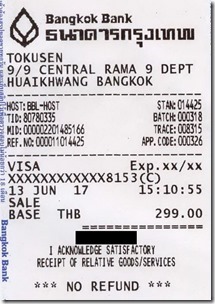 Bangkok Bank
ธนาคารกรุงเทพ
TOKUSEN
9/9 CENTRAL RAMA 9 DEPT
HUAIKHWANG BANGKOK
HOST: BBL-HOST STAN: 014425
TID: 80780335 BATCH: 000318
MID: 000002201485166 TRACE: 008315
REF. NO: 000011014425 APP.CODE: 000326
VISA Exp.xx/xx
XXXXXXXXXXXX8153(C)
13 JUN 17 15:10:55
SALE
BASE THB 299.00
I ACKNOWLEDGE SATISFACTORY
RECEIPT OF RELATIVE GOODS/SERVICES
*** NO REFUND ***
Bangkok Bank